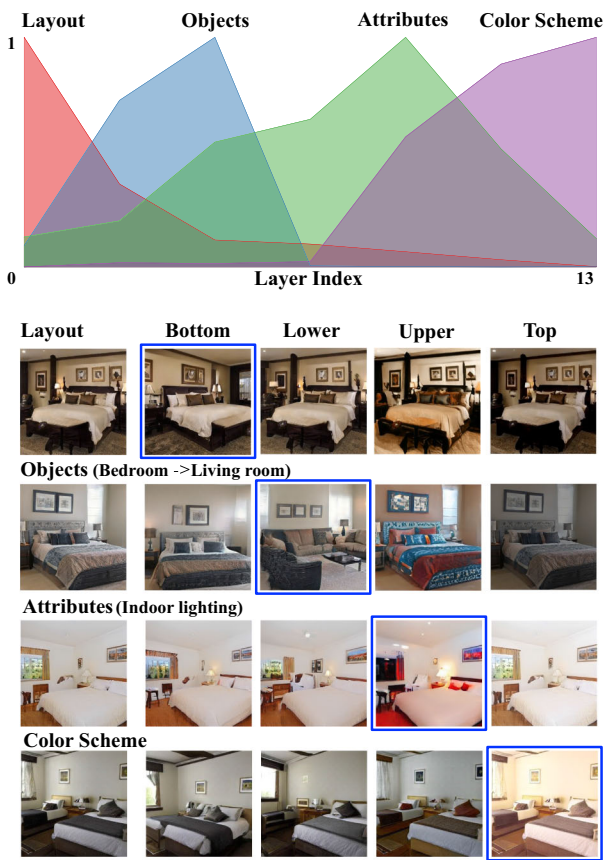 Layout Objects Attributes Color Scheme
1
0 Layer Index 13
Layout Bottom Lower Upper Top
Objects (Bedroom ->Living room)
Attributes (Indoor lighting)
Color Scheme